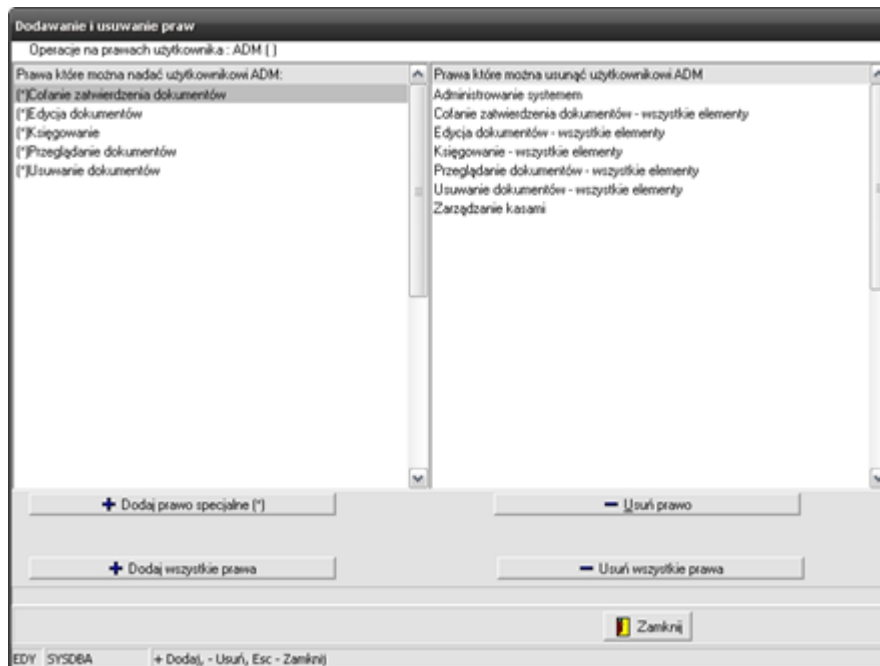 Dodawanie i usuwanie praw
Operacje na prawach użytkownika : ADM ( )
Prawa które można nadać użytkownikowi ADM:
(*)Cofanie zatwierdzenia dokumentów
(*)Edycja dokumentów
(*)Księgowanie
(*)Przeglądanie dokumentów
(*)Usuwanie dokumentów
Prawa które można usunąć użytkownikowi ADM
Administrowanie systemem
Cofanie zatwierdzenia dokumentów - wszystkie elementy
Edycja dokumentów - wszystkie elementy
Księgowanie - wszystkie elementy
Przeglądanie dokumentów - wszystkie elementy
Usuwanie dokumentów - wszystkie elementy
Zarządzanie kasami
+ Dodaj prawo specjalne (*)
- Usuń prawo
+ Dodaj wszystkie prawa
- Usuń wszystkie prawa
Zamknij
EDY SYSDBA + Dodaj, - Usuń, Esc - Zamknij